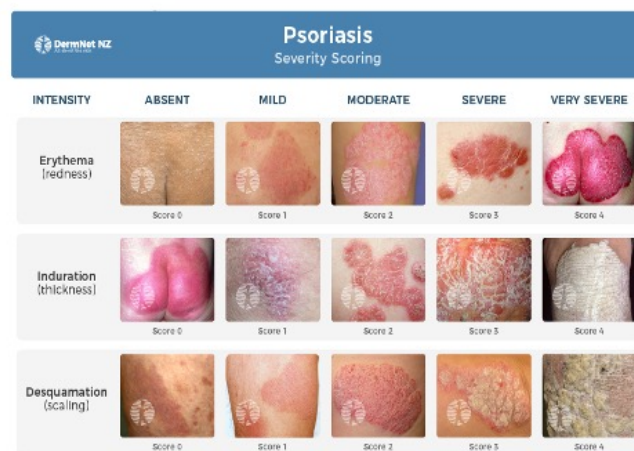 DermNet NZ
Psoriasis
Severity Scoring
INTENSITY ABSENT MILD MODERATE SEVERE VERY SEVERE
Erythema
(redness)
Score 0 Score 1 Score 2 Score 3 Score 4
Induration
(thickness)
Score 0 Score 1 Score 2 Score 3 Score 4
Desquamation
(scaling)
Score 0 Score 1 Score 2 Score 3 Score 4